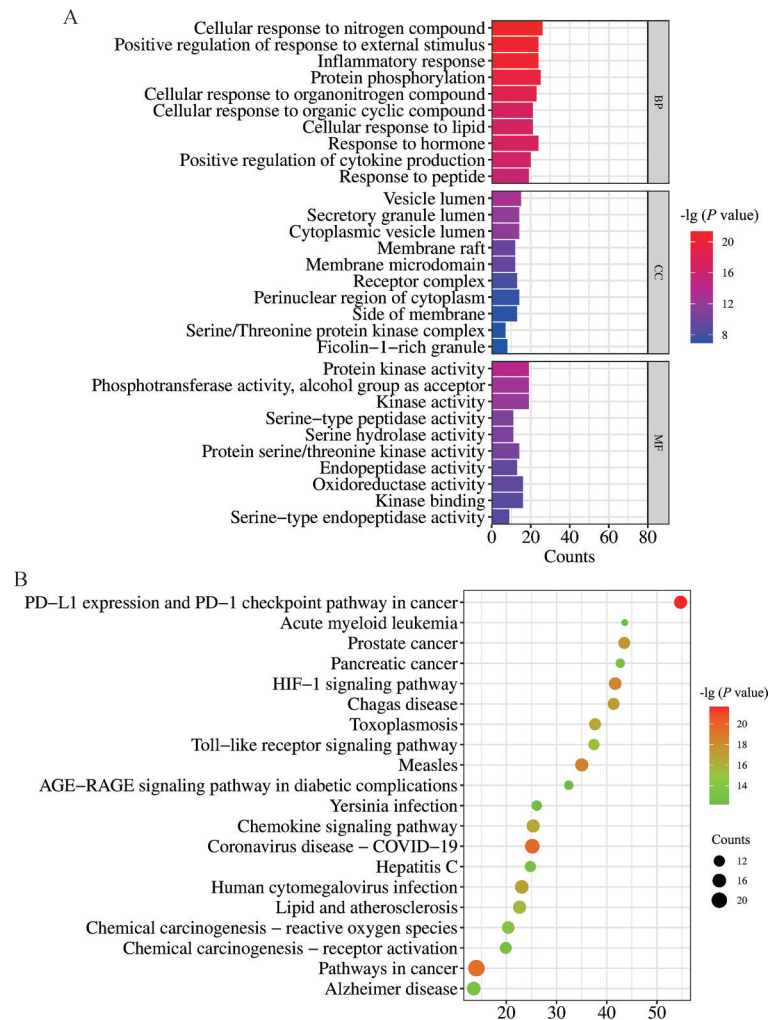 A
Cellular response to nitrogen compound
Positive regulation of response to external stimulus
Inflammatory response
Protein phosphorylation
Cellular response to organonitrogen compound
Cellular response to organic cyclic compound
Cellular response to lipid
Response to hormone
Positive regulation of cytokine production
Response to peptide
BP
Vesicle lumen
Secretory granule lumen
Cytoplasmic vesicle lumen
Membrane raft
Membrane microdomain
Receptor complex
Perinuclear region of cytoplasm
Side of membrane
Serine/Threonine protein kinase complex
Ficolin−1−rich granule
CC
Protein kinase activity
Phosphotransferase activity, alcohol group as acceptor
Kinase activity
Serine−type peptidase activity
Serine hydrolase activity
Protein serine/threonine kinase activity
Endopeptidase activity
Oxidoreductase activity
Kinase binding
Serine−type endopeptidase activity
MF
0 20 40 60 80
Counts
-lg (P value)
20
16
12
8
B
PD−L1 expression and PD−1 checkpoint pathway in cancer
Acute myeloid leukemia
Prostate cancer
Pancreatic cancer
HIF−1 signaling pathway
Chagas disease
Toxoplasmosis
Toll−like receptor signaling pathway
Measles
AGE−RAGE signaling pathway in diabetic complications
Yersinia infection
Chemokine signaling pathway
Coronavirus disease − COVID−19
Hepatitis C
Human cytomegalovirus infection
Lipid and atherosclerosis
Chemical carcinogenesis − reactive oxygen species
Chemical carcinogenesis − receptor activation
Pathways in cancer
Alzheimer disease
20 30 40 50
-lg (P value)
20
18
16
14
Counts
12
16
20